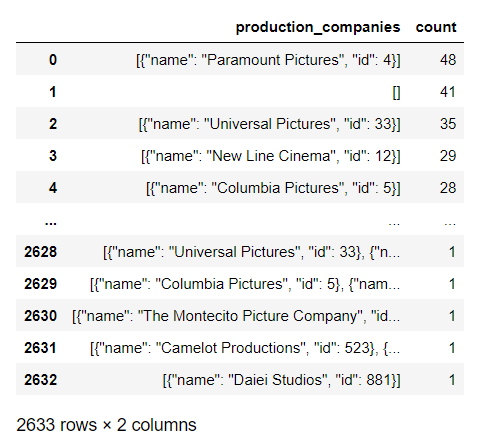 production_companies count
0 [{"name": "Paramount Pictures", "id": 4}] 48
1 [] 41
2 [{"name": "Universal Pictures", "id": 33}] 35
3 [{"name": "New Line Cinema", "id": 12}] 29
4 [{"name": "Columbia Pictures", "id": 5}] 28
... ... ...
2628 [{"name": "Universal Pictures", "id": 33}, {"n... 1
2629 [{"name": "Columbia Pictures", "id": 5}, {"nam... 1
2630 [{"name": "The Montecito Picture Company", "id... 1
2631 [{"name": "Camelot Productions", "id": 523}, {... 1
2632 [{"name": "Daiei Studios", "id": 881}] 1
2633 rows × 2 columns